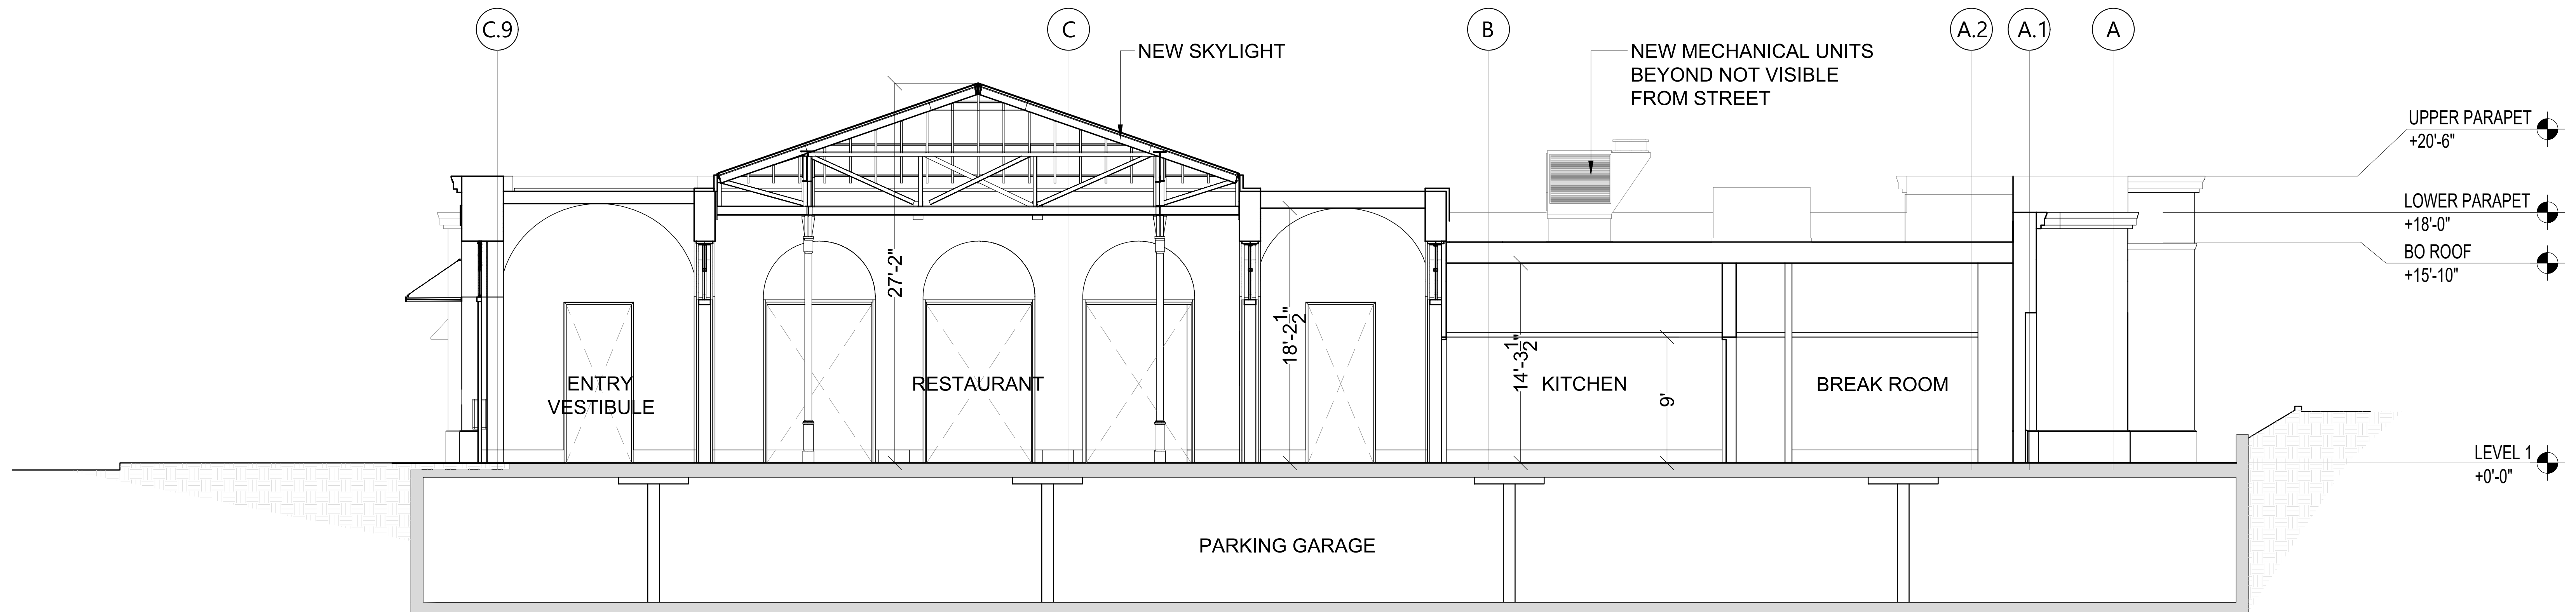 C.9
C
B
A.2
A.1
A
NEW SKYLIGHT
NEW MECHANICAL UNITS
BEYOND NOT VISIBLE
FROM STREET
UPPER PARAPET
+20'-6"
LOWER PARAPET
+18'-0"
BO ROOF
+15'-10"
27'-2"
18'-2 1/2"
14'-3 1/2"
9'
ENTRY
VESTIBULE
RESTAURANT
KITCHEN
BREAK ROOM
LEVEL 1
+0'-0"
PARKING GARAGE